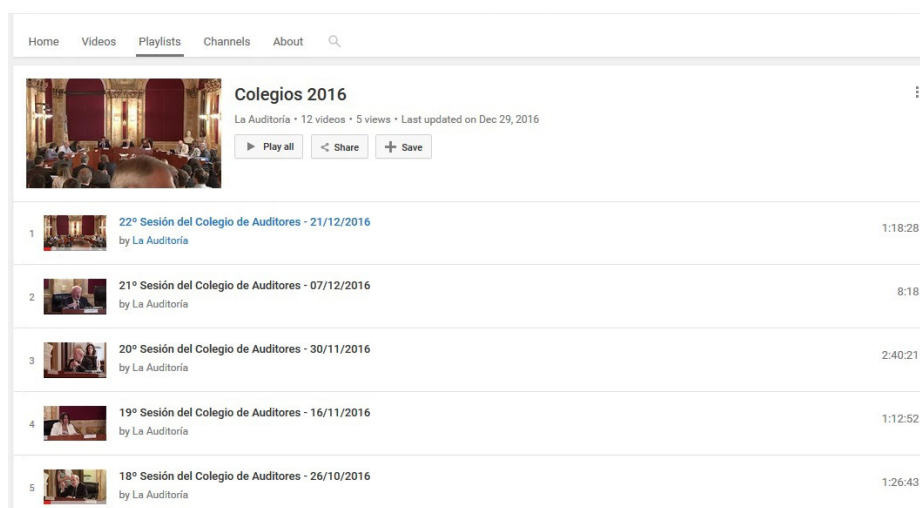 Home Videos Playlists Channels About
Colegios 2016
La Auditoría • 12 videos • 5 views • Last updated on Dec 29, 2016
Play all Share Save
1 22º Sesión del Colegio de Auditores - 21/12/2016 1:18:28
by La Auditoría
2 21º Sesión del Colegio de Auditores - 07/12/2016 8:18
by La Auditoría
3 20º Sesión del Colegio de Auditores - 30/11/2016 2:40:21
by La Auditoría
4 19º Sesión del Colegio de Auditores - 16/11/2016 1:12:52
by La Auditoría
5 18º Sesión del Colegio de Auditores - 26/10/2016 1:26:43
by La Auditoría